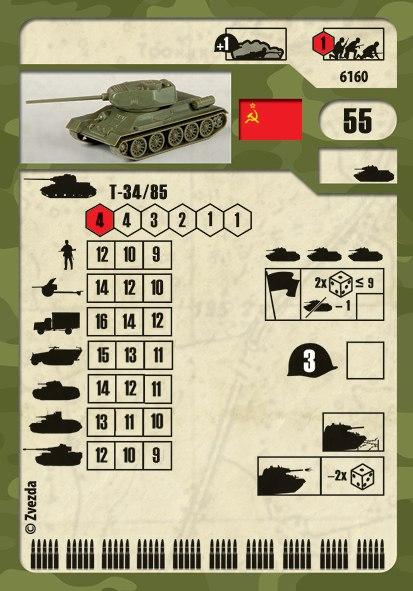 +1
1
6160
55
T-34/85
4 4 3 2 1 1
12 10 9
14 12 10
16 14 12
15 13 11
14 12 11
13 11 10
12 10 9
2x ≤ 9
-1
3
-2x
© Zvezda